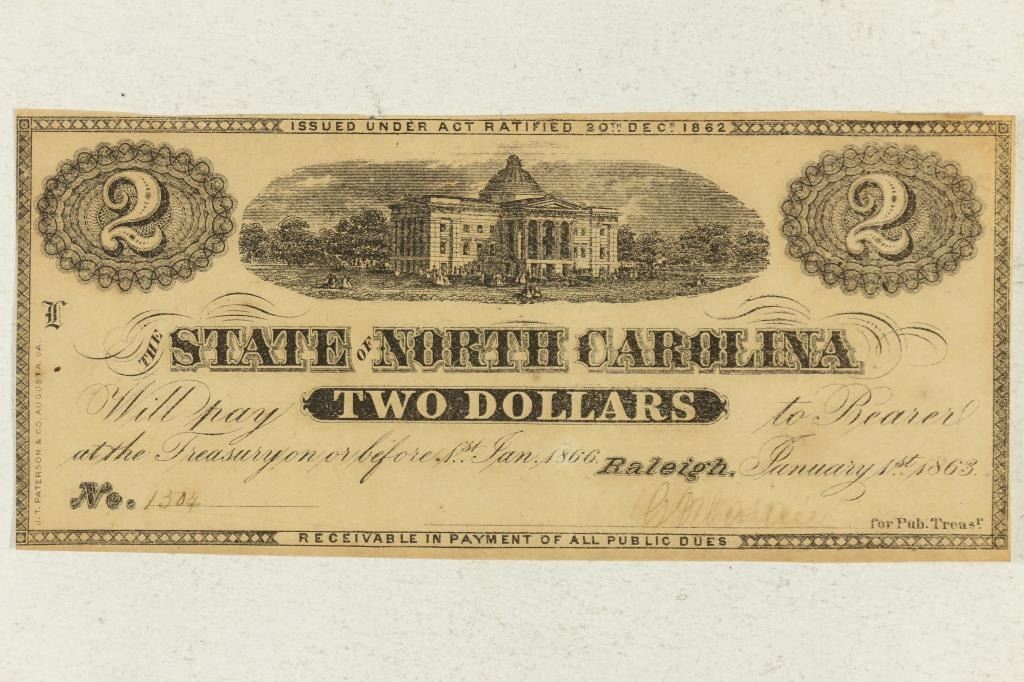 ISSUED UNDER ACT RATIFIED 20TH DECR 1862
2 2
L
THE STATE OF NORTH CAROLINA
Will pay TWO DOLLARS to Bearer
at the Treasury on or before 1st Jan. 1866. Raleigh. January 1st 1863.
No. 1304
for Pub. Treasr
RECEIVABLE IN PAYMENT OF ALL PUBLIC DUES
J. T. PATERSON & CO. AUGUSTA GA.